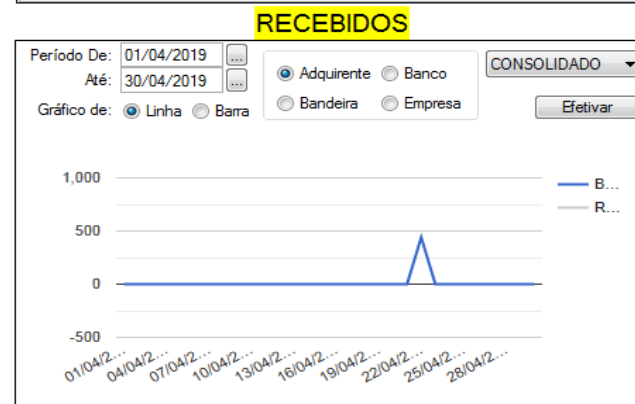 RECEBIDOS
Período De: 01/04/2019 ...
Até: 30/04/2019 ...
Adquirente Banco
Bandeira Empresa
CONSOLIDADO
Gráfico de: Linha Barra
Efetivar
1,000
500
0
-500
B...
R...
01/04/2... 04/04/2... 07/04/2... 10/04/2... 13/04/2... 16/04/2... 19/04/2... 22/04/2... 25/04/2... 28/04/2...